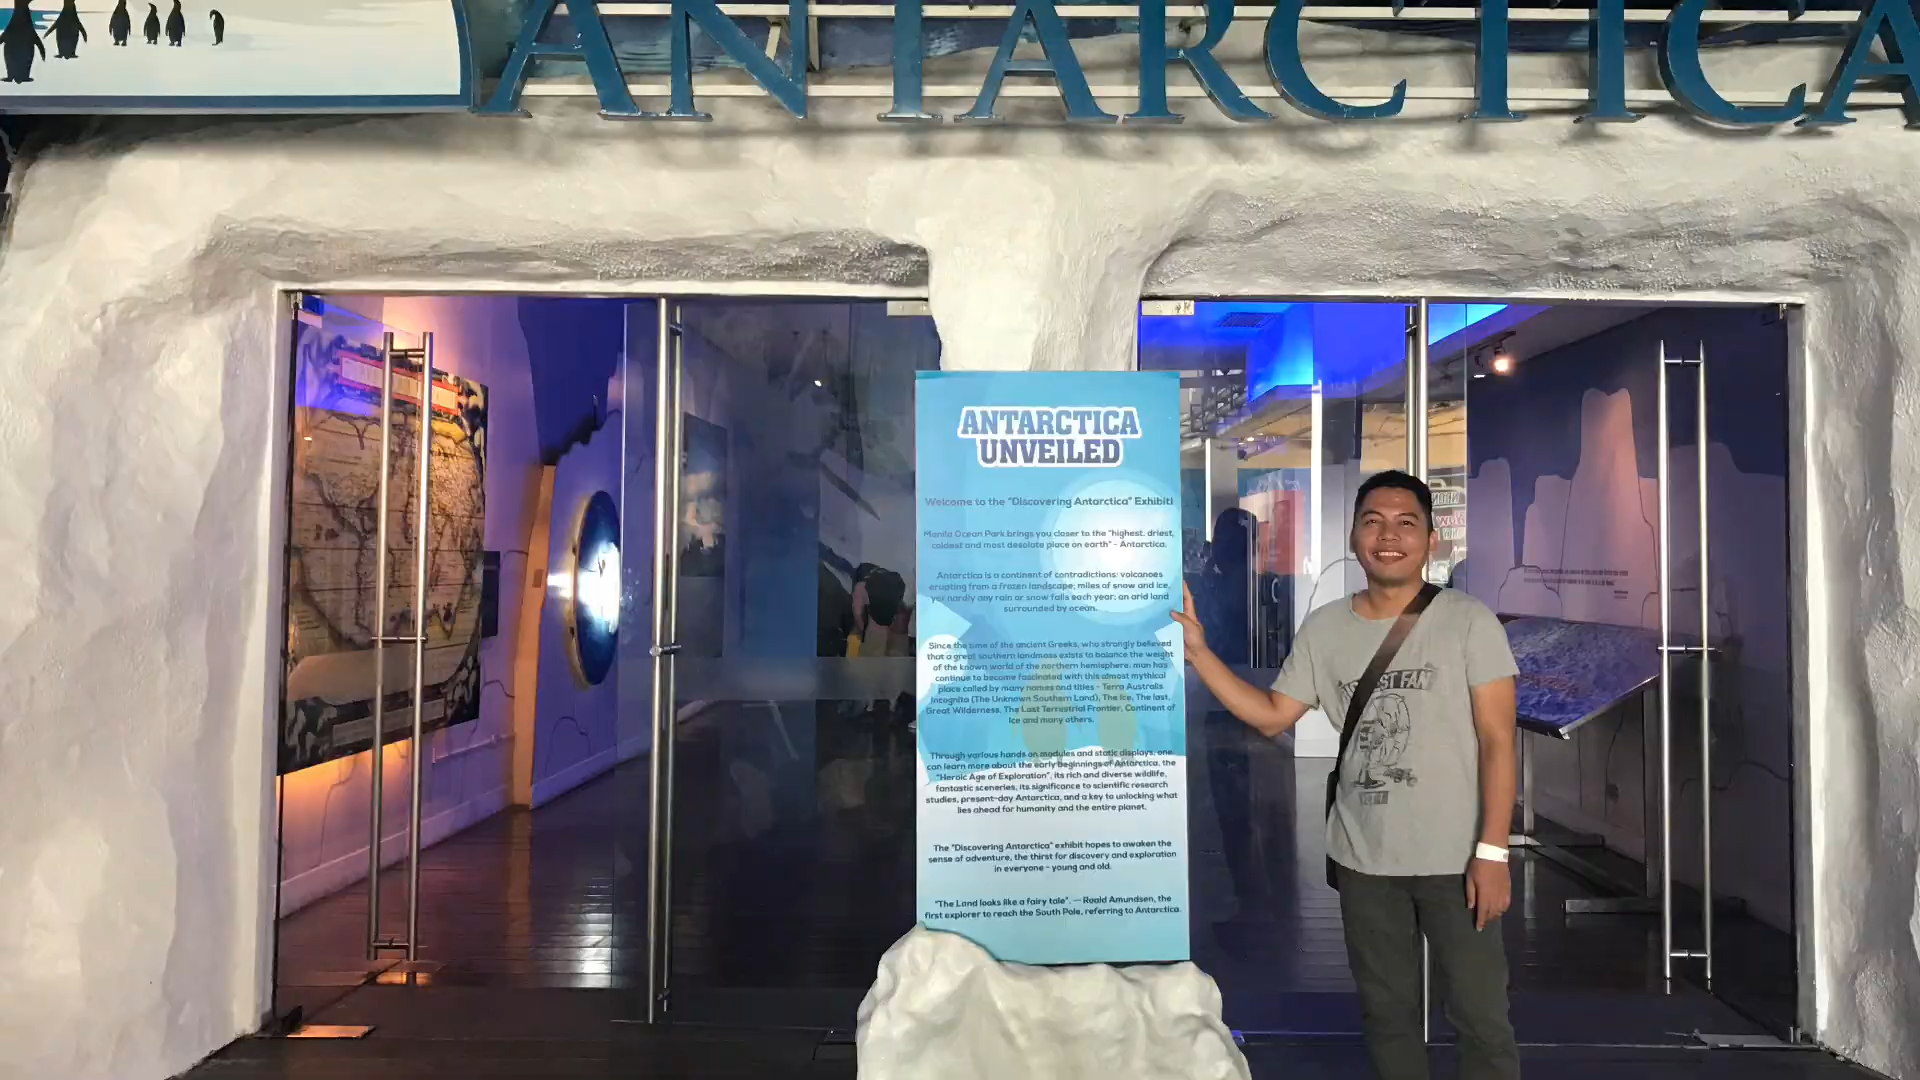 ANTARCTICA
ANTARCTICA
UNVEILED
Welcome to the "Discovering Antarctica" Exhibit!
Manila Ocean Park brings you closer to the "highest, driest,
coldest and most desolate place on earth" - Antarctica.
Antarctica is a continent of contradictions: volcanoes
erupting from a frozen landscape; miles of snow and ice,
yet hardly any rain or snow falls each year; an arid land
surrounded by ocean.
Since the time of the ancient Greeks, who strongly believed
that a great southern landmass exists to balance the weight
of the known world of the northern hemisphere, man has
continue to become fascinated with this almost mythical
place called by many names and titles - Terra Australis
Incognita (The Unknown Southern Land), The Ice, The last,
Great Wilderness, The Last Terrestrial Frontier, Continent of
Ice and many others.
Through various hands on modules and static displays, one
can learn more about the early beginnings of Antarctica, the
"Heroic Age of Exploration", its rich and diverse wildlife,
fantastic sceneries, its significance to scientific research
studies, present-day Antarctica, and a key to unlocking what
lies ahead for humanity and the entire planet.
The "Discovering Antarctica" exhibit hopes to awaken the
sense of adventure, the thirst for discovery and exploration
in everyone - young and old.
"The Land looks like a fairy tale". — Roald Amundsen, the
first explorer to reach the South Pole, referring to Antarctica.
FAN